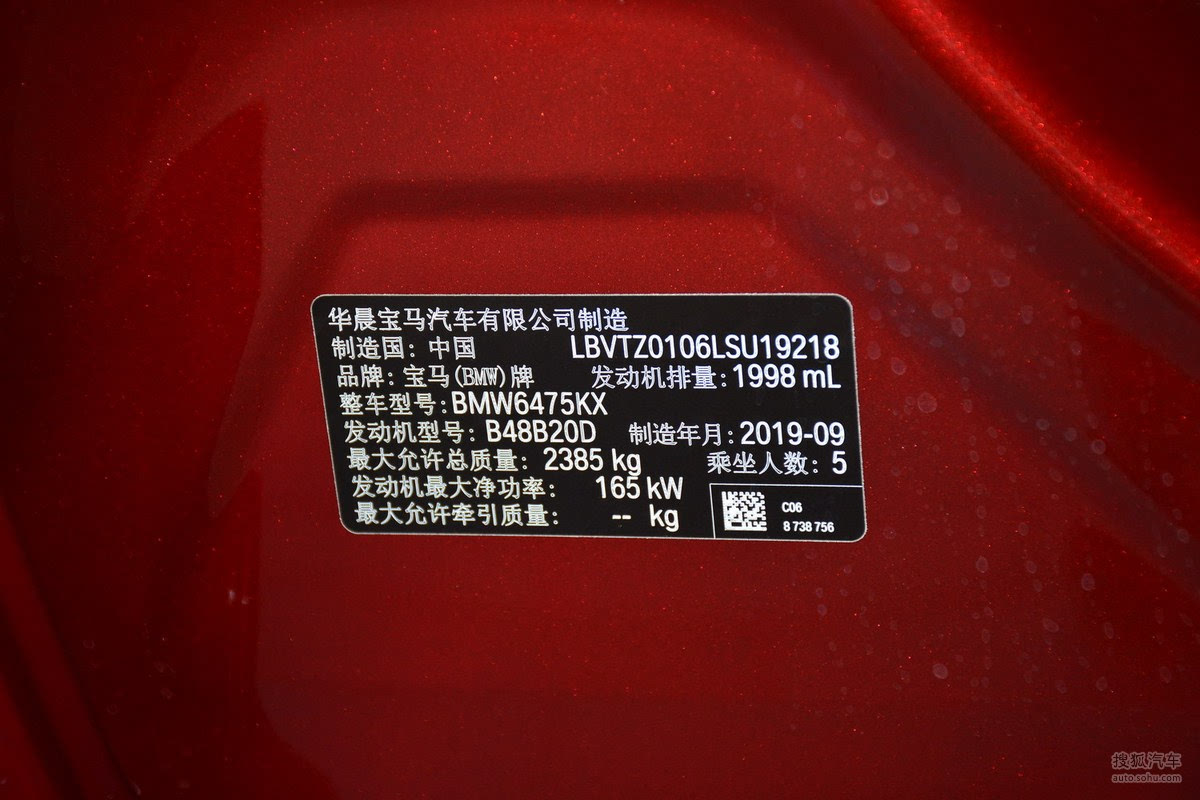 华晨宝马汽车有限公司制造
制造国: 中国 LBVTZ0106LSU19218
品牌: 宝马(BMW)牌 发动机排量: 1998 mL
整车型号: BMW6475KX
发动机型号: B48B20D 制造年月: 2019-09
最大允许总质量: 2385 kg 乘坐人数: 5
发动机最大净功率: 165 kW
最大允许牵引质量: -- kg
C06
8 738 756
搜狐汽车
auto.sohu.com